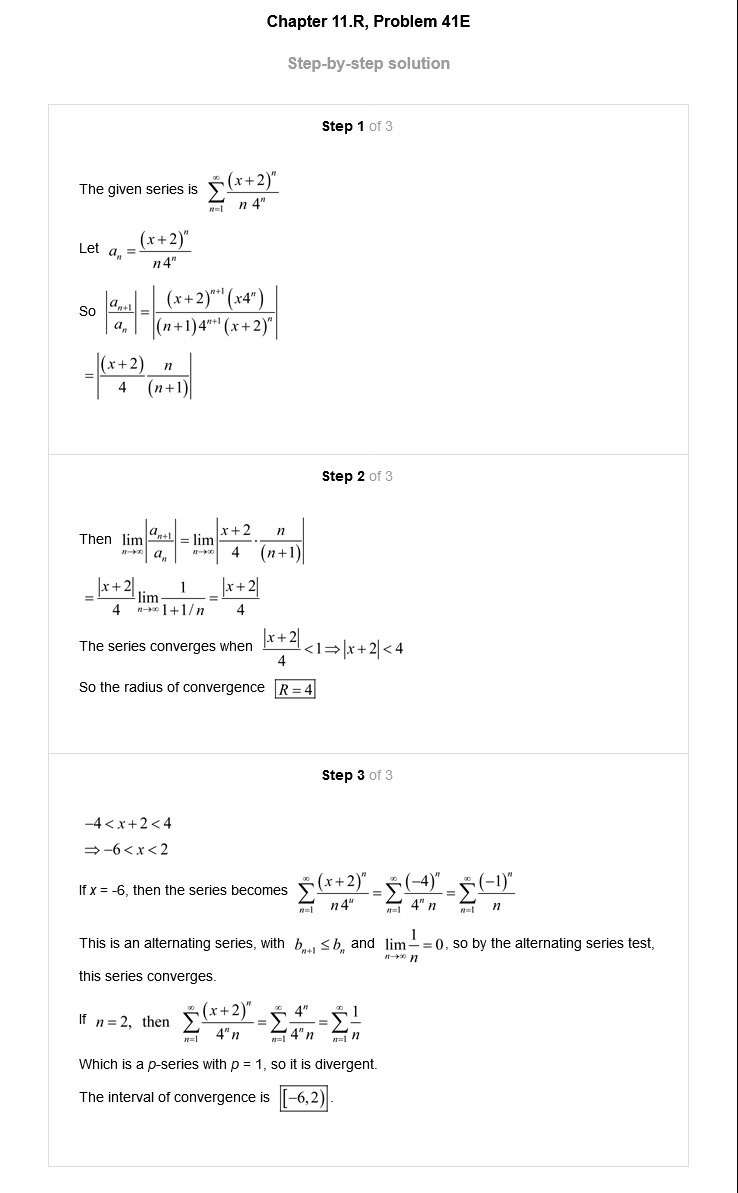 Chapter 11.R, Problem 41E
Step-by-step solution
Step 1 of 3
The given series is \sum_{n=1}^{\infty} \frac{(x+2)^n}{n\ 4^n}
Let a_n = \frac{(x+2)^n}{n4^n}
So \left|\frac{a_{n+1}}{a_n}\right| = \left|\frac{(x+2)^{n+1}(x4^n)}{(n+1)4^{n+1}(x+2)^n}\right|
= \left|\frac{(x+2)}{4} \frac{n}{(n+1)}\right|
Step 2 of 3
Then \lim_{n\to\infty} \left|\frac{a_{n+1}}{a_n}\right| = \lim_{n\to\infty} \left|\frac{x+2}{4} \cdot \frac{n}{(n+1)}\right|
= \frac{|x+2|}{4} \lim_{n\to\infty} \frac{1}{1+1/n} = \frac{|x+2|}{4}
The series converges when \frac{|x+2|}{4} < 1 \Rightarrow |x+2| < 4
So the radius of convergence R = 4
Step 3 of 3
-4 < x + 2 < 4
\Rightarrow -6 < x < 2
If x = -6, then the series becomes \sum_{n=1}^{\infty} \frac{(x+2)^n}{n4^n} = \sum_{n=1}^{\infty} \frac{(-4)^n}{4^n n} = \sum_{n=1}^{\infty} \frac{(-1)^n}{n}
This is an alternating series, with b_{n+1} \le b_n and \lim_{n\to\infty} \frac{1}{n} = 0, so by the alternating series test,
this series converges.
If n = 2, then \sum_{n=1}^{\infty} \frac{(x+2)^n}{4^n n} = \sum_{n=1}^{\infty} \frac{4^n}{4^n n} = \sum_{n=1}^{\infty} \frac{1}{n}
Which is a p-series with p = 1, so it is divergent.
The interval of convergence is [-6,2).